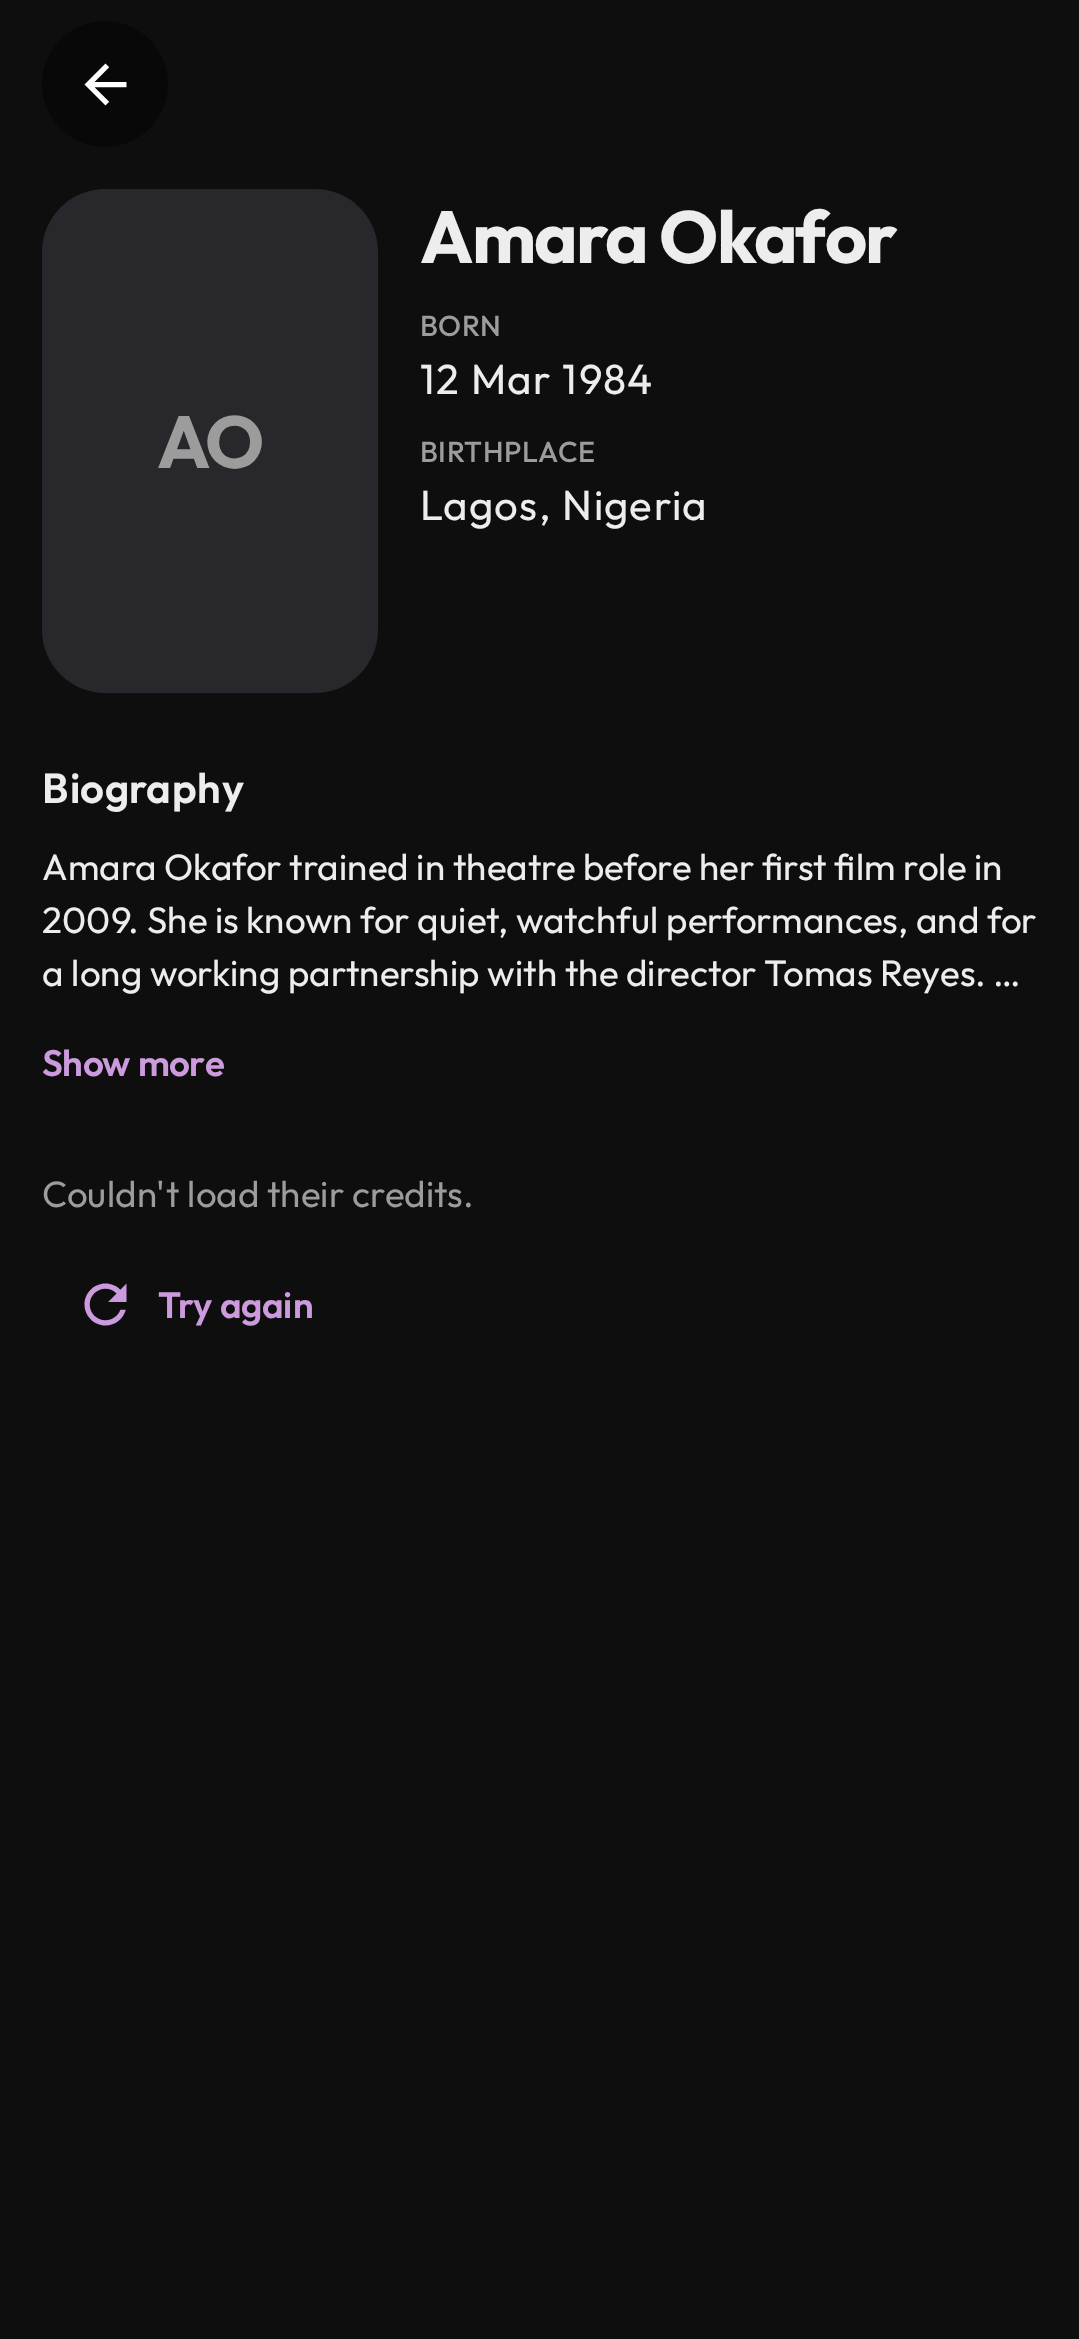 Amara Okafor
BORN
12 Mar 1984
BIRTHPLACE
Lagos, Nigeria
AO
Biography
Amara Okafor trained in theatre before her first film role in
2009. She is known for quiet, watchful performances, and for
a long working partnership with the director Tomas Reyes. ...
Show more
Couldn't load their credits.
Try again